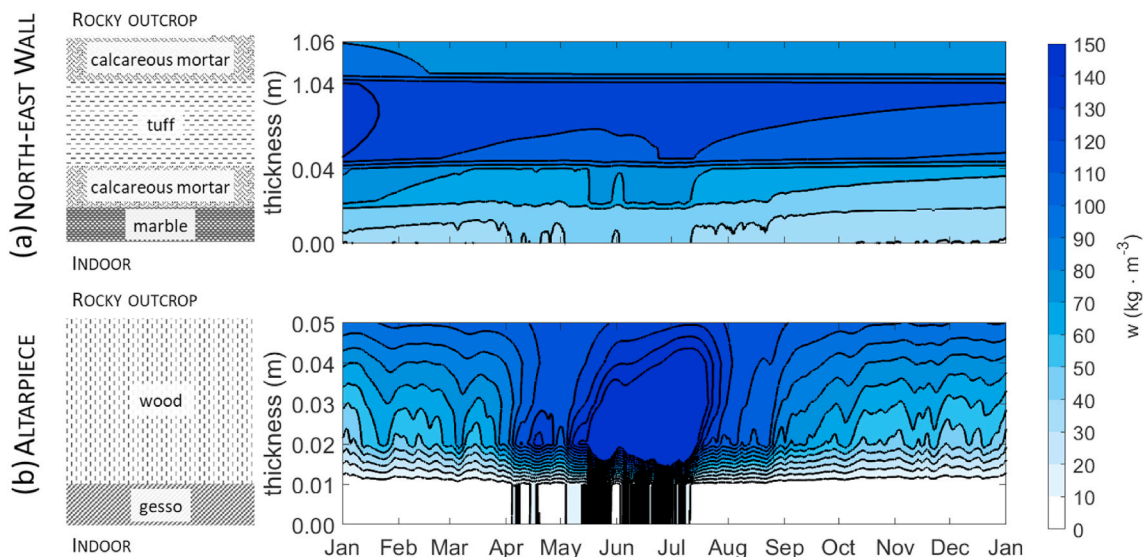 (a) NORTH-EAST WALL
ROCKY OUTCROP
calcareous mortar
tuff
calcareous mortar
marble
INDOOR
thickness (m)
1.06
1.04
0.04
0.00
(b) ALTARPIECE
ROCKY OUTCROP
wood
gesso
INDOOR
thickness (m)
0.05
0.04
0.03
0.02
0.01
0.00
Jan Feb Mar Apr May Jun Jul Aug Sep Oct Nov Dec Jan
150
140
130
120
110
100
90
80
70
60
50
40
30
20
10
0
w (kg · m⁻³)